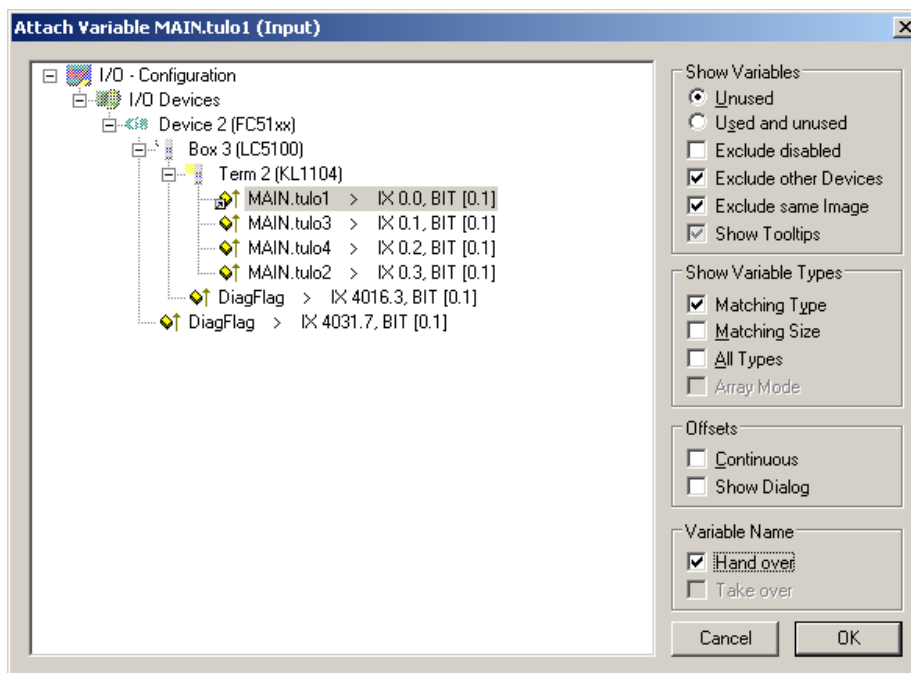 Attach Variable MAIN.tulo1 (Input)
I/O - Configuration
I/O Devices
Device 2 (FC51xx)
Box 3 (LC5100)
Term 2 (KL1104)
MAIN.tulo1 > IX 0.0, BIT [0.1]
MAIN.tulo3 > IX 0.1, BIT [0.1]
MAIN.tulo4 > IX 0.2, BIT [0.1]
MAIN.tulo2 > IX 0.3, BIT [0.1]
DiagFlag > IX 4016.3, BIT [0.1]
DiagFlag > IX 4031.7, BIT [0.1]
Show Variables
Unused
Used and unused
Exclude disabled
Exclude other Devices
Exclude same Image
Show Tooltips
Show Variable Types
Matching Type
Matching Size
All Types
Array Mode
Offsets
Continuous
Show Dialog
Variable Name
Hand over
Take over
Cancel
OK